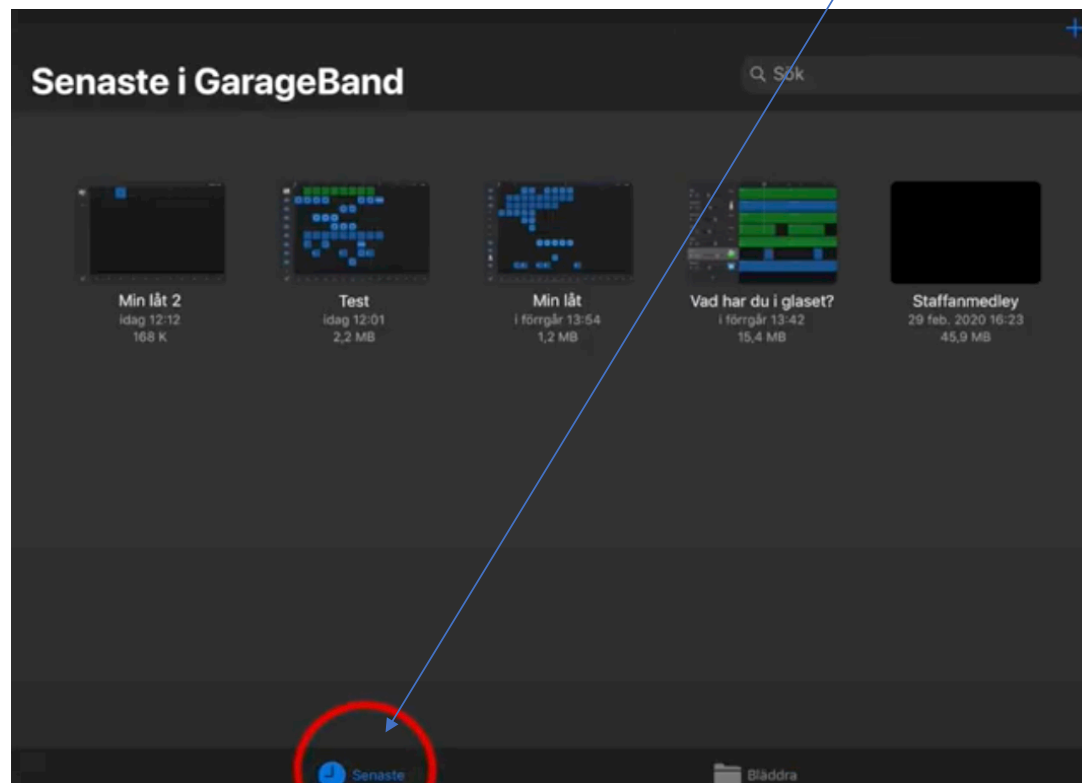 Senaste i GarageBand
Sök
Min låt 2
idag 12:12
168 K
Test
idag 12:01
2,2 MB
Min låt
i förrgår 13:54
1,2 MB
Vad har du i glaset?
i förrgår 13:42
15,4 MB
Staffanmedley
29 feb. 2020 16:23
45,9 MB
Senaste
Bläddra